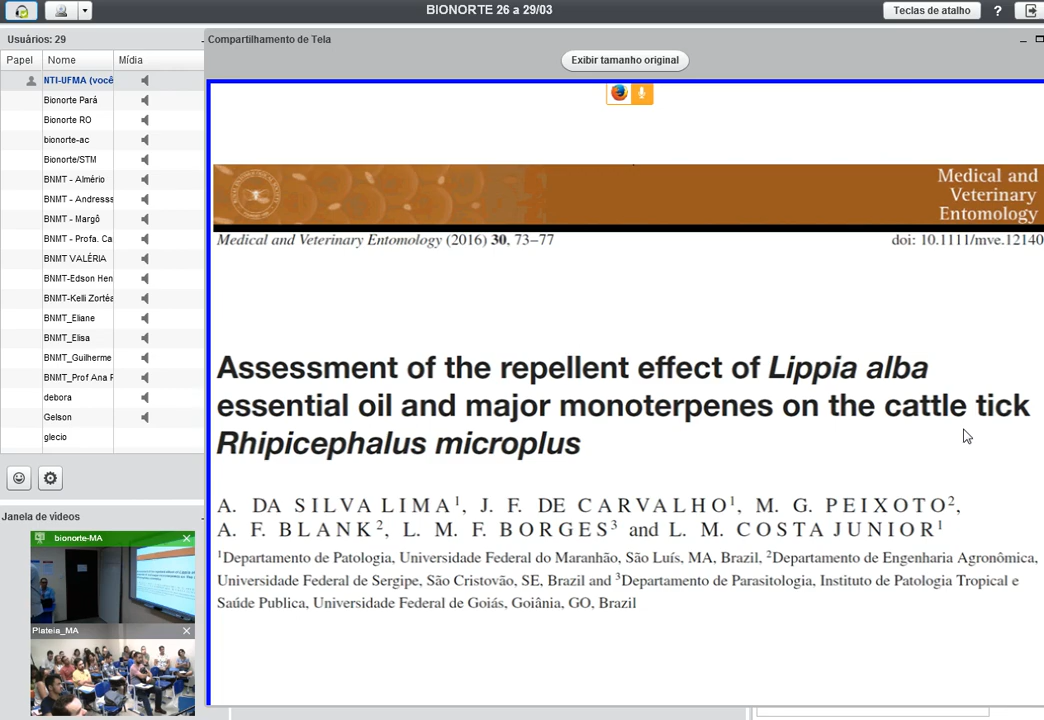 BIONORTE 26 a 29/03
Teclas de atalho
?
Usuários: 29
Compartilhamento de Tela
Papel Nome Mídia
Exibir tamanho original
NTI-UFMA (você
Bionorte Pará
Bionorte RO
bionorte-ac
Bionorte/STM
BNMT - Almério
BNMT - Andresss
BNMT - Margô
BNMT - Profa. Ca
BNMT VALÉRIA
BNMT-Edson Hen
BNMT-Kelli Zortéa
BNMT_Eliane
BNMT_Elisa
BNMT_Guilherme
BNMT_Prof Ana F
debora
Gelson
glecio
Janela de videos
bionorte-MA
Plateia_MA
Medical and
Veterinary
Entomology
Medical and Veterinary Entomology (2016) 30, 73–77
doi: 10.1111/mve.12140
Assessment of the repellent effect of Lippia alba
essential oil and major monoterpenes on the cattle tick
Rhipicephalus microplus
A. DA SILVA LIMA1, J. F. DE CARVALHO1, M. G. PEIXOTO2,
A. F. BLANK2, L. M. F. BORGES3 and L. M. COSTA JUNIOR1
1Departamento de Patologia, Universidade Federal do Maranhão, São Luís, MA, Brazil, 2Departamento de Engenharia Agronômica,
Universidade Federal de Sergipe, São Cristovão, SE, Brazil and 3Departamento de Parasitologia, Instituto de Patologia Tropical e
Saúde Publica, Universidade Federal de Goiás, Goiânia, GO, Brazil